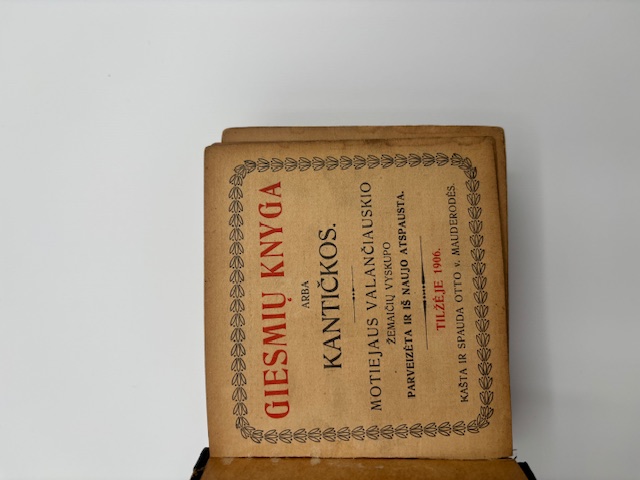 GIESMIŲ KNYGA
ARBA
KANTIČKOS.
MOTIEJAUS VALANČIAUSKIO
ŽEMAIČIŲ VYSKUPO
PARVEIZĖTA IR IŠ NAUJO ATSPAUSTA.
TILŽĖJE 1906.
KAŠTA IR SPAUDA OTTO v. MAUDERODĖS.